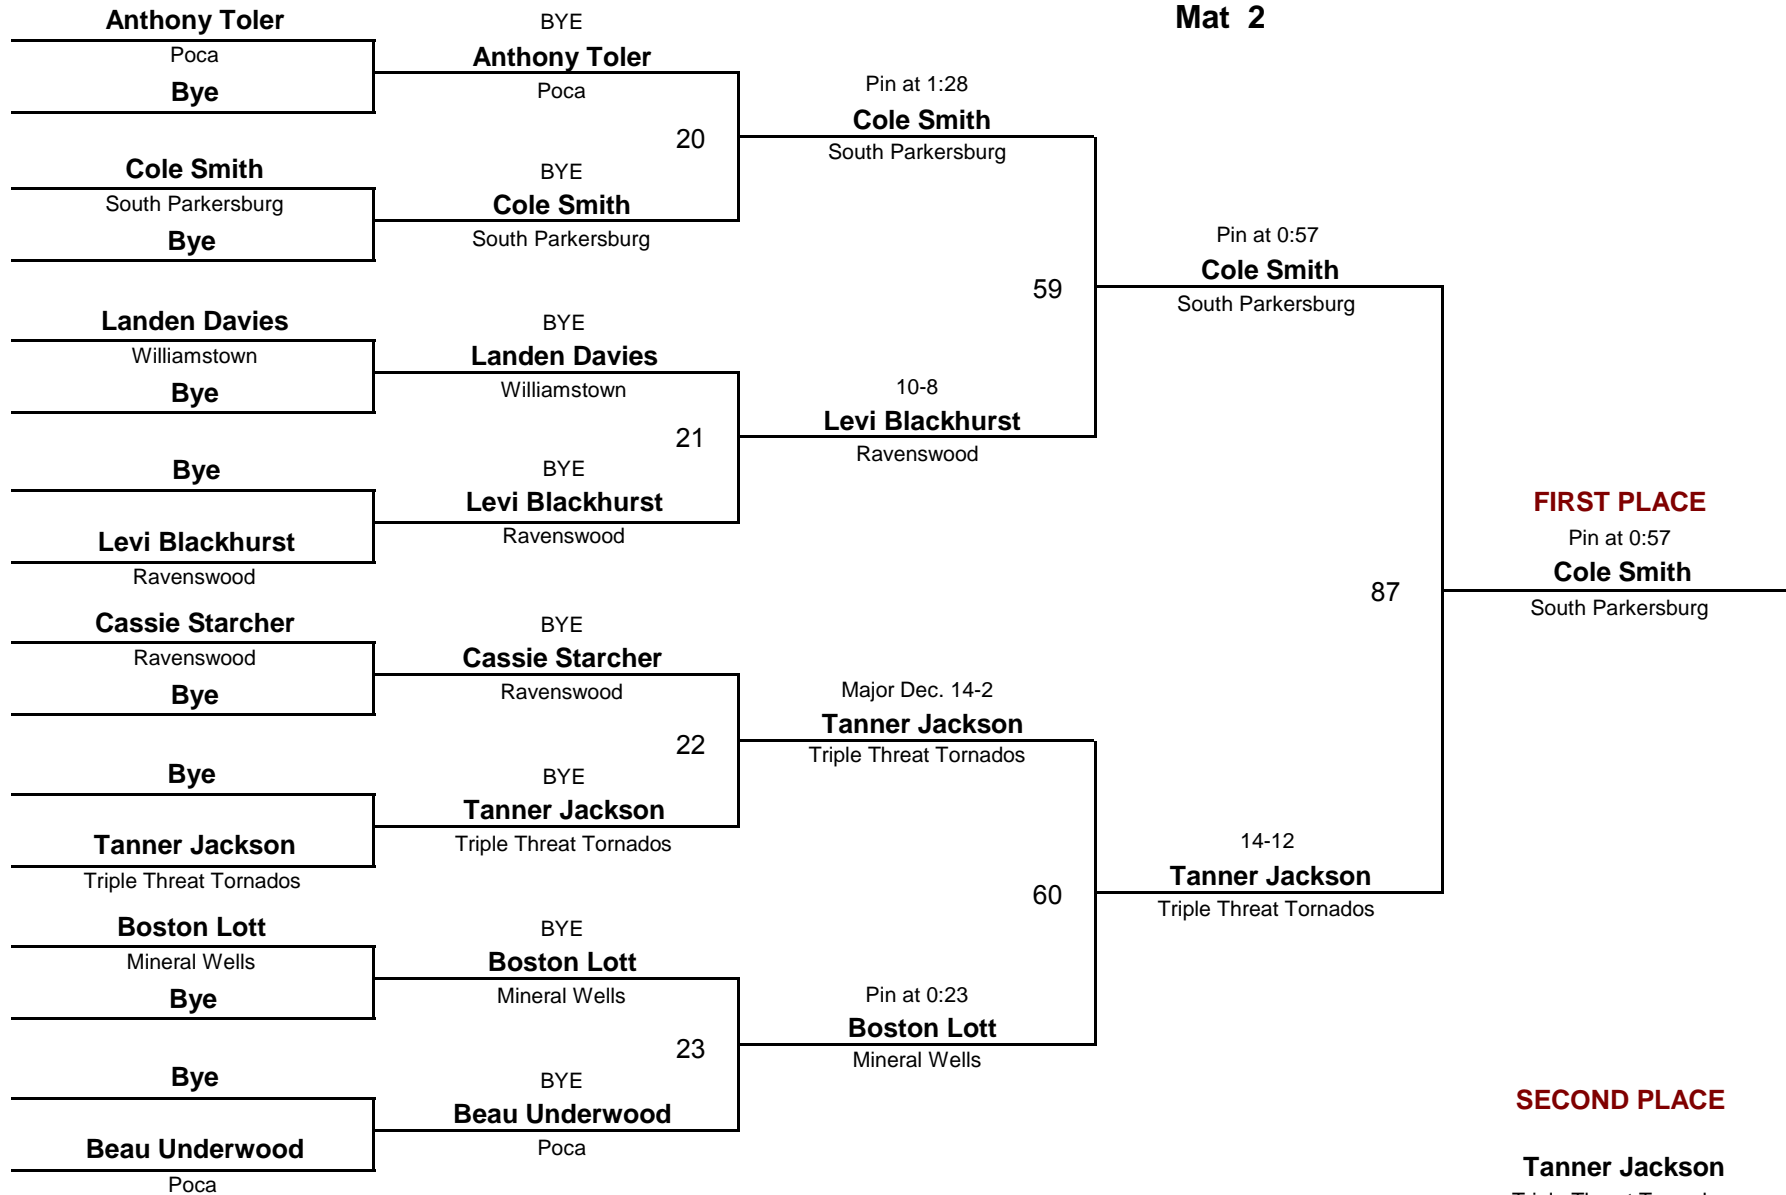 Mat 2
Anthony Toler
Poca
Bye
Cole Smith
South Parkersburg
Bye
Landen Davies
Williamstown
Bye
Bye
Levi Blackhurst
Ravenswood
Cassie Starcher
Ravenswood
Bye
Bye
Tanner Jackson
Triple Threat Tornados
Boston Lott
Mineral Wells
Bye
Bye
Beau Underwood
Poca
BYE
Anthony Toler
Poca
20
BYE
Cole Smith
South Parkersburg
BYE
Landen Davies
Williamstown
21
BYE
Levi Blackhurst
Ravenswood
BYE
Cassie Starcher
Ravenswood
22
BYE
Tanner Jackson
Triple Threat Tornados
BYE
Boston Lott
Mineral Wells
23
BYE
Beau Underwood
Poca
Pin at 1:28
Cole Smith
South Parkersburg
59
10-8
Levi Blackhurst
Ravenswood
Major Dec. 14-2
Tanner Jackson
Triple Threat Tornados
60
Pin at 0:23
Boston Lott
Mineral Wells
Pin at 0:57
Cole Smith
South Parkersburg
87
14-12
Tanner Jackson
Triple Threat Tornados
FIRST PLACE
Pin at 0:57
Cole Smith
South Parkersburg
SECOND PLACE
Tanner Jackson
Triple Threat Tornados